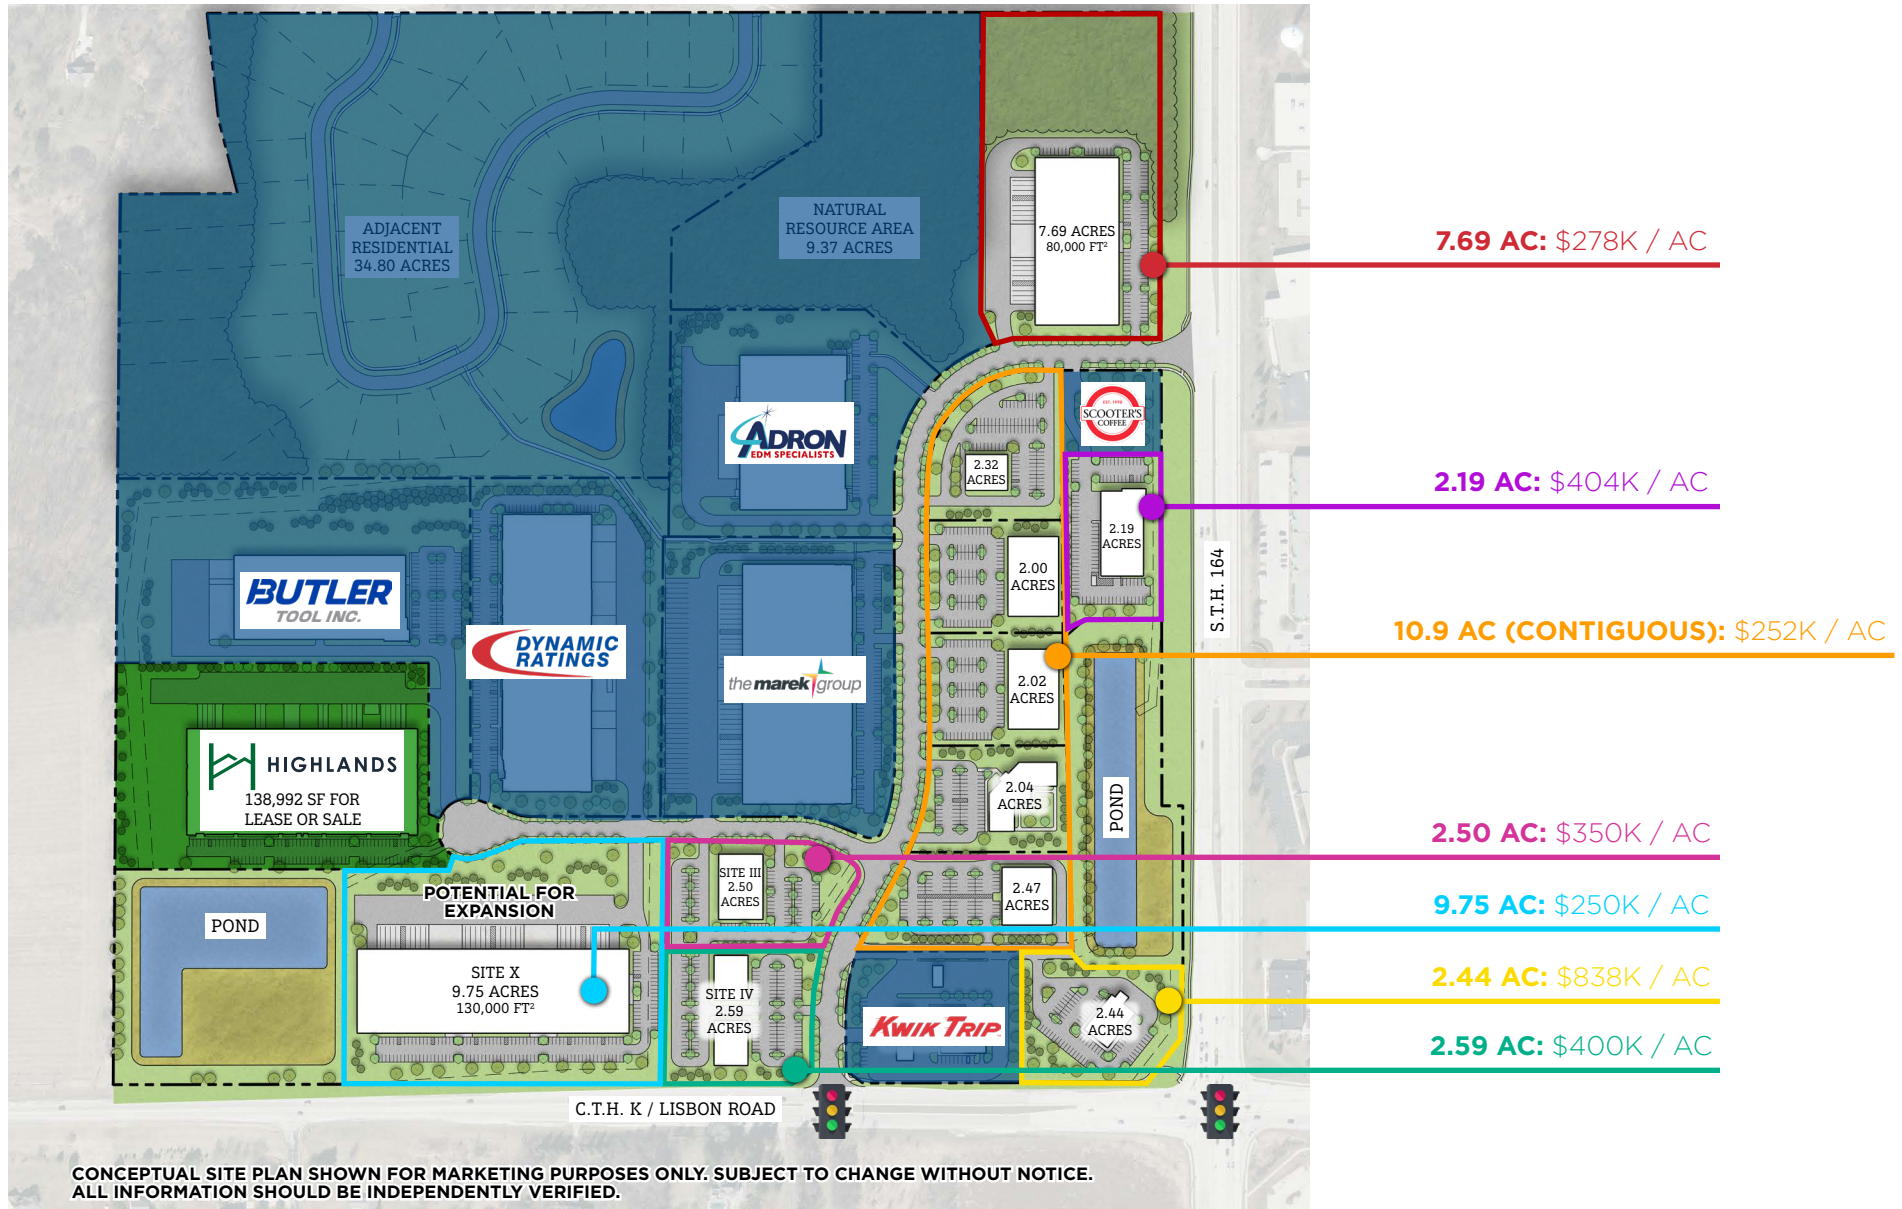 ADJACENT
RESIDENTIAL
34.80 ACRES
NATURAL
RESOURCE AREA
9.37 ACRES
7.69 ACRES
80,000 FT²
7.69 AC: $278K / AC
EST. 1998
SCOOTER'S
COFFEE
ADRON
EDM SPECIALISTS
2.32
ACRES
2.19 AC: $404K / AC
2.19
ACRES
2.00
ACRES
S.T.H. 164
BUTLER
TOOL INC.
DYNAMIC
RATINGS
the marek group
10.9 AC (CONTIGUOUS): $252K / AC
2.02
ACRES
HIGHLANDS
138,992 SF FOR
LEASE OR SALE
2.04
ACRES
POND
2.50 AC: $350K / AC
SITE III
2.50
ACRES
2.47
ACRES
POTENTIAL FOR
EXPANSION
9.75 AC: $250K / AC
POND
SITE X
9.75 ACRES
130,000 FT²
SITE IV
2.59
ACRES
KWIK TRIP
2.44
ACRES
2.44 AC: $838K / AC
2.59 AC: $400K / AC
C.T.H. K / LISBON ROAD
CONCEPTUAL SITE PLAN SHOWN FOR MARKETING PURPOSES ONLY. SUBJECT TO CHANGE WITHOUT NOTICE.
ALL INFORMATION SHOULD BE INDEPENDENTLY VERIFIED.